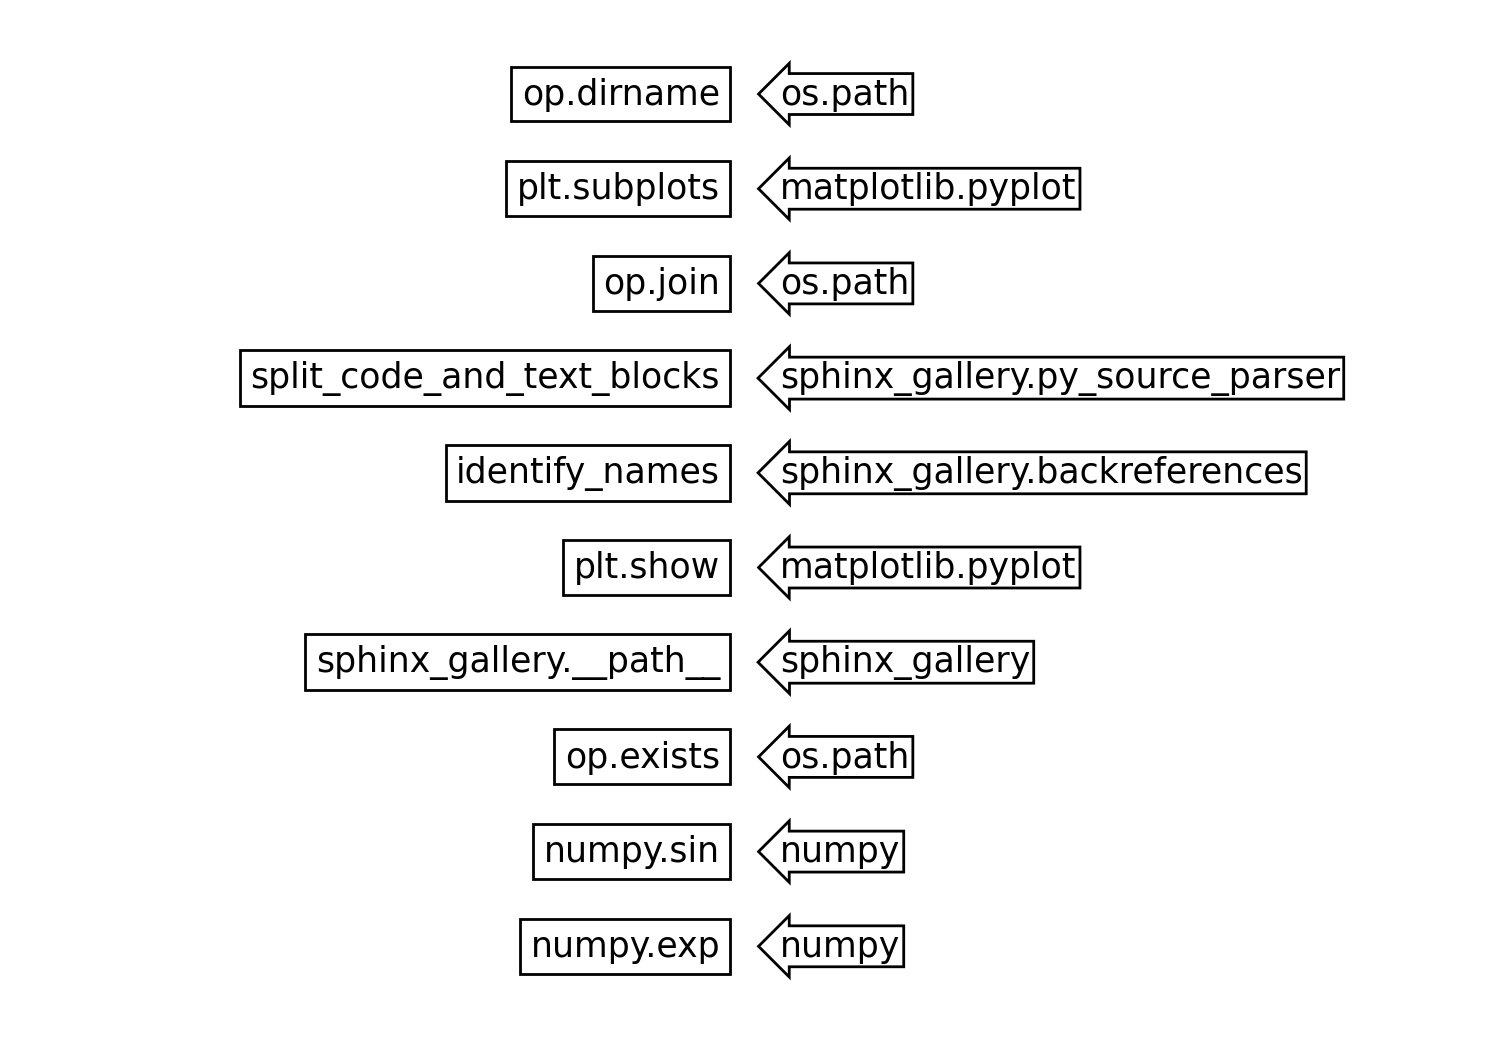 op.dirname os.path
plt.subplots matplotlib.pyplot
op.join os.path
split_code_and_text_blocks sphinx_gallery.py_source_parser
identify_names sphinx_gallery.backreferences
plt.show matplotlib.pyplot
sphinx_gallery.__path__ sphinx_gallery
op.exists os.path
numpy.sin numpy
numpy.exp numpy